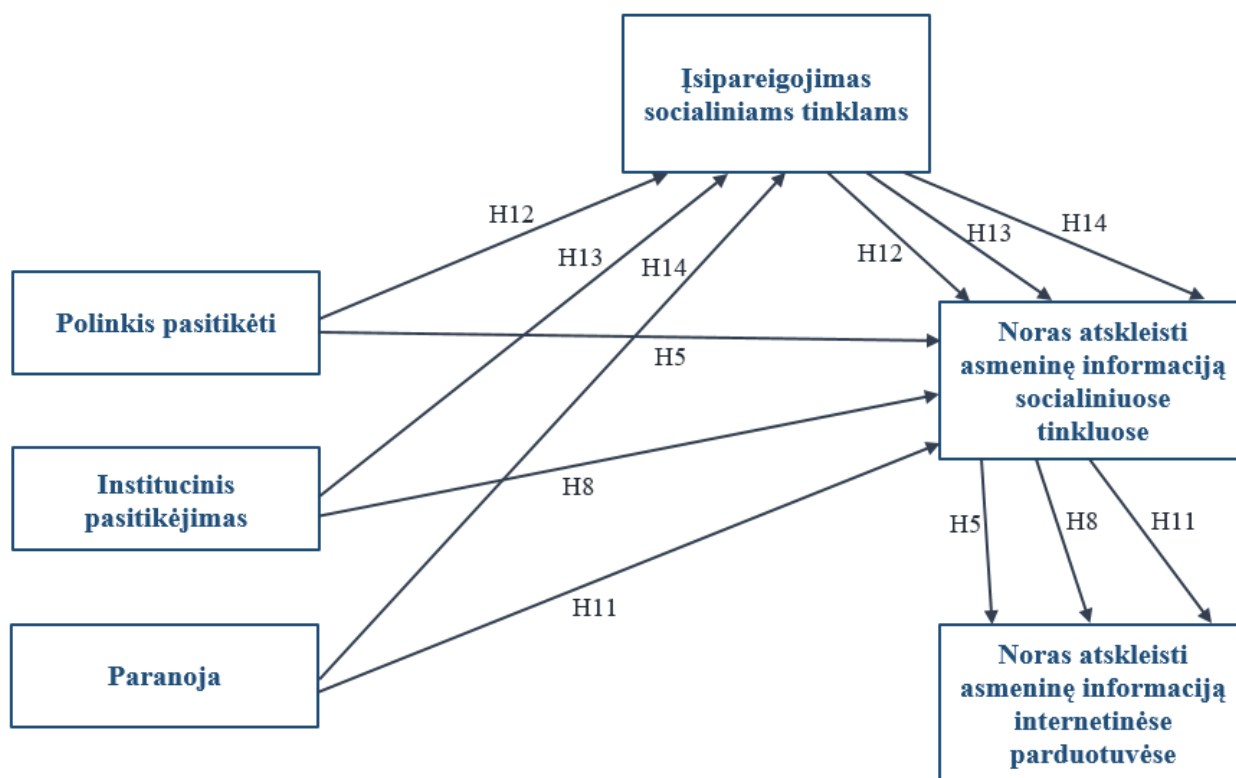 Įsipareigojimas
socialiniams tinklams
H12
H13
H14
H12
H13
H14
Polinkis pasitikėti
H5
Noras atskleisti
asmeninę informaciją
socialiniuose
tinkluose
Institucinis
pasitikėjimas
H8
H5
H8
H11
H11
Paranoja
Noras atskleisti
asmeninę informaciją
internetinėse
parduotuvėse